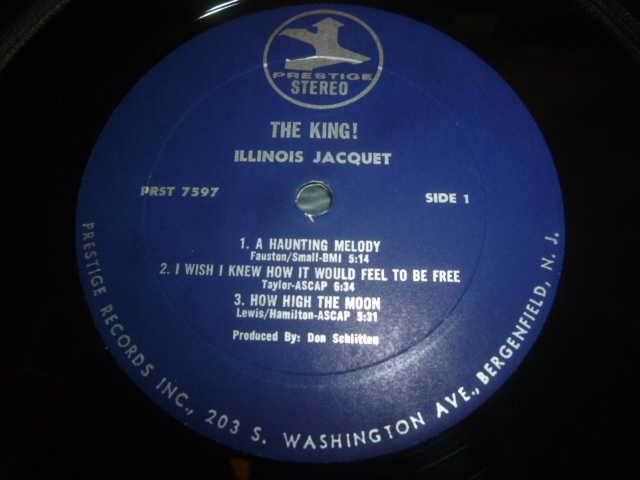 PRESTIGE
STEREO
THE KING!
ILLINOIS JACQUET
PRST 7597
SIDE 1
1. A HAUNTING MELODY
Fauston/Small-BMI 5:14
2. I WISH I KNEW HOW IT WOULD FEEL TO BE FREE
Taylor-ASCAP 6:34
3. HOW HIGH THE MOON
Lewis/Hamilton-ASCAP 5:31
Produced By: Don Schlitten
PRESTIGE RECORDS INC., 203 S. WASHINGTON AVE., BERGENFIELD, N. J.